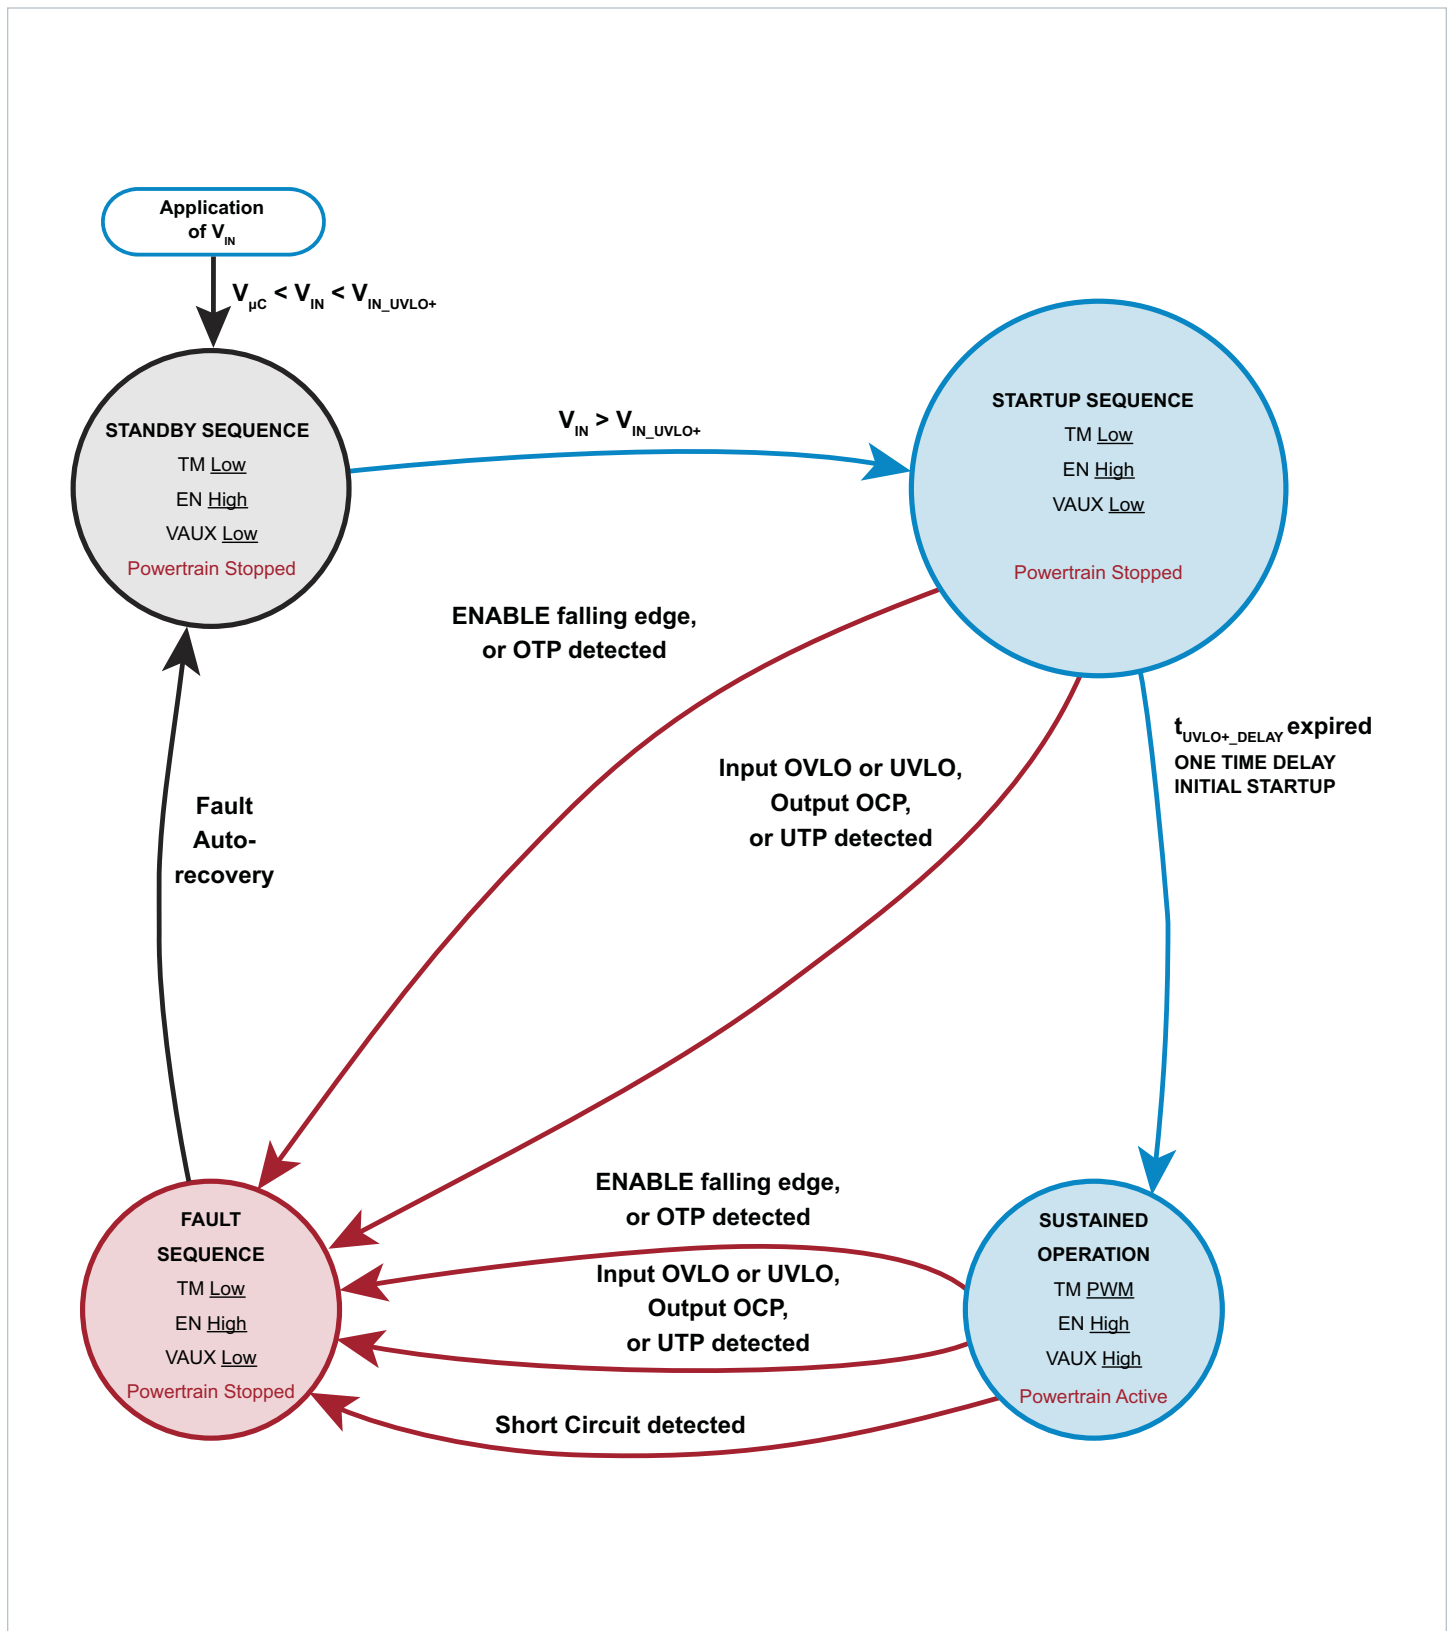 Application
of VIN
VµC < VIN < VIN_UVLO+
STANDBY SEQUENCE
TM Low
EN High
VAUX Low
Powertrain Stopped
VIN > VIN_UVLO+
STARTUP SEQUENCE
TM Low
EN High
VAUX Low
Powertrain Stopped
ENABLE falling edge,
or OTP detected
Input OVLO or UVLO,
Output OCP,
or UTP detected
tUVLO+_DELAY expired
ONE TIME DELAY
INITIAL STARTUP
Fault
Auto-
recovery
FAULT
SEQUENCE
TM Low
EN High
VAUX Low
Powertrain Stopped
ENABLE falling edge,
or OTP detected
Input OVLO or UVLO,
Output OCP,
or UTP detected
Short Circuit detected
SUSTAINED
OPERATION
TM PWM
EN High
VAUX High
Powertrain Active